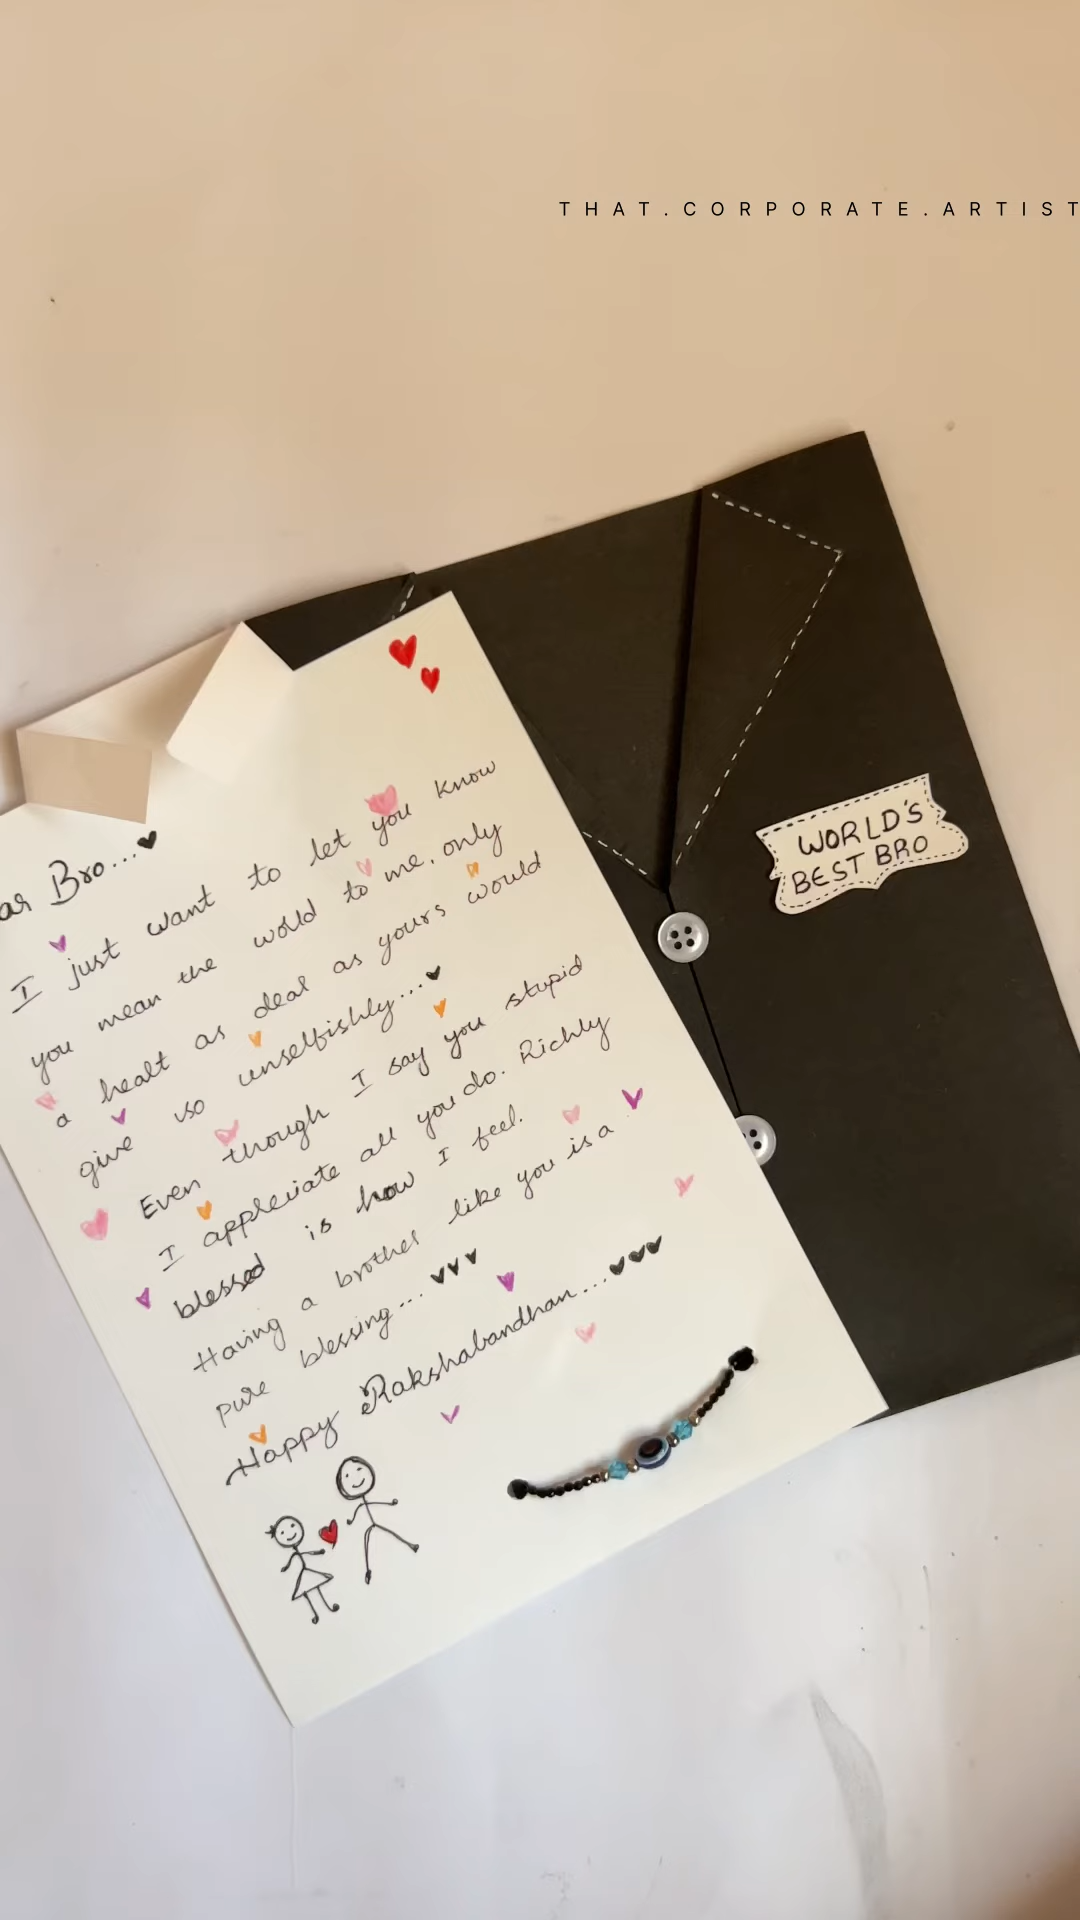 THAT.CORPORATE.ARTIST
WORLD'S
BEST BRO
ar Bro...
I just want to let you know
you mean the world to me. only
a heart as dear as yours would
give so unselfishly...
Even though I say you stupid
I appreciate all you do. Richly
blessed is how I feel.
Having a brother like you is a
pure blessing...
Happy Rakshabandhan...